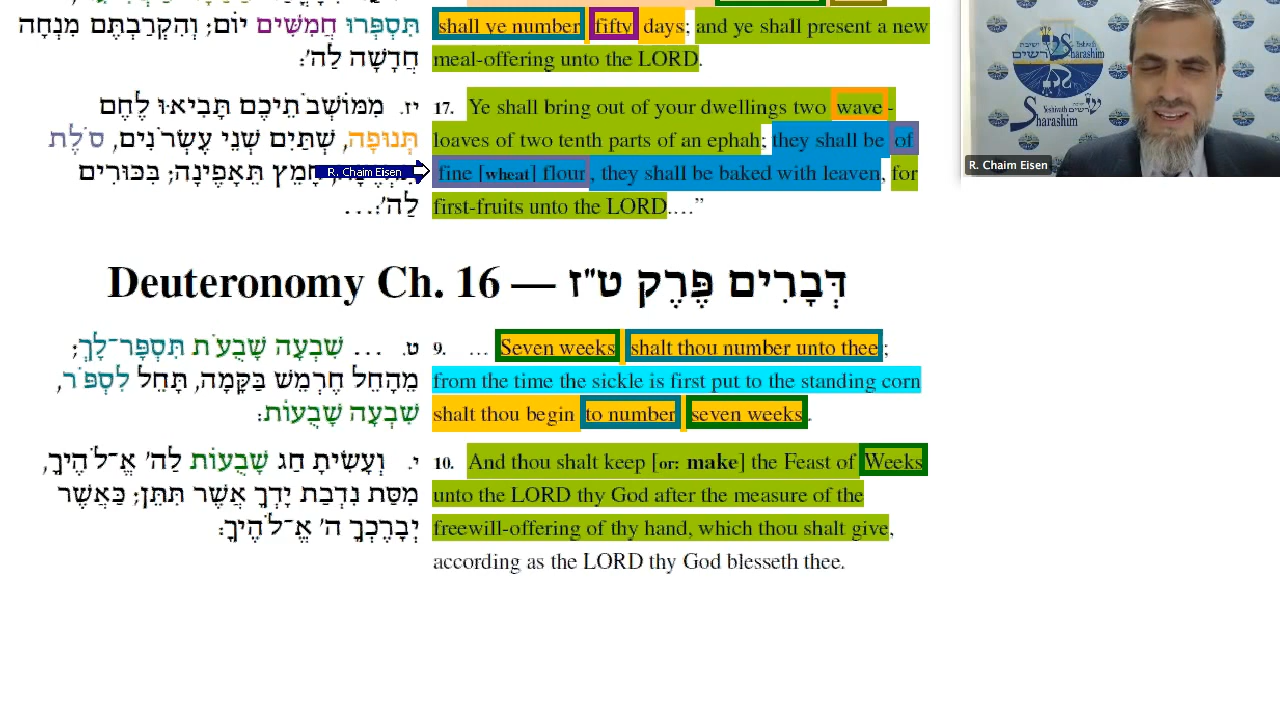 תִּסְפְּרוּ חֲמִשִּׁים יוֹם; וְהִקְרַבְתֶּם מִנְחָה
חֲדָשָׁה לַה':
shall ye number fifty days; and ye shall present a new
meal-offering unto the LORD.
יז. מִמּוֹשְׁבֹתֵיכֶם תָּבִיאוּ לֶחֶם
תְּנוּפָה, שְׁתַּיִם שְׁנֵי עֶשְׂרֹנִים, סֹלֶת
חָמֵץ תֵּאָפֶינָה; בִּכּוּרִים
לַה':...
17. Ye shall bring out of your dwellings two wave-
loaves of two tenth parts of an ephah; they shall be of
fine [wheat] flour, they shall be baked with leaven, for
first-fruits unto the LORD....”
R. Chaim Eisen
Deuteronomy Ch. 16 — דְּבָרִים פֶּרֶק ט"ז
ט. ... שִׁבְעָה שָׁבֻעֹת תִּסְפָּר־לָךְ;
מֵהָחֵל חֶרְמֵשׁ בַּקָּמָה, תָּחֵל לִסְפֹּר,
שִׁבְעָה שָׁבֻעוֹת:
9. ... Seven weeks shalt thou number unto thee;
from the time the sickle is first put to the standing corn
shalt thou begin to number seven weeks.
י. וְעָשִׂיתָ חַג שָׁבֻעוֹת לַה' אֱ־לֹהֶיךָ,
מִסַּת נִדְבַת יָדְךָ אֲשֶׁר תִּתֵּן; כַּאֲשֶׁר
יְבָרֶכְךָ ה' אֱ־לֹהֶיךָ:
10. And thou shalt keep [or: make] the Feast of Weeks
unto the LORD thy God after the measure of the
freewill-offering of thy hand, which thou shalt give,
according as the LORD thy God blesseth thee.
Yeshivath
Sharashim
ישיבת שרשים
R. Chaim Eisen